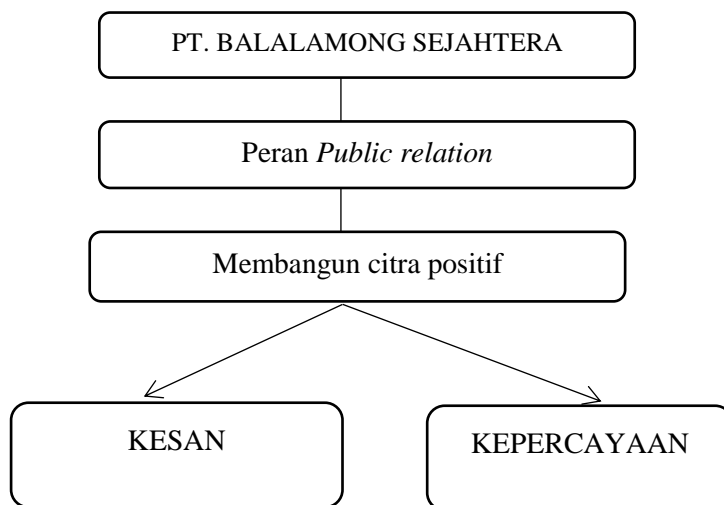 PT. BALALAMONG SEJAHTERA
Peran Public relation
Membangun citra positif
KESAN
KEPERCAYAAN